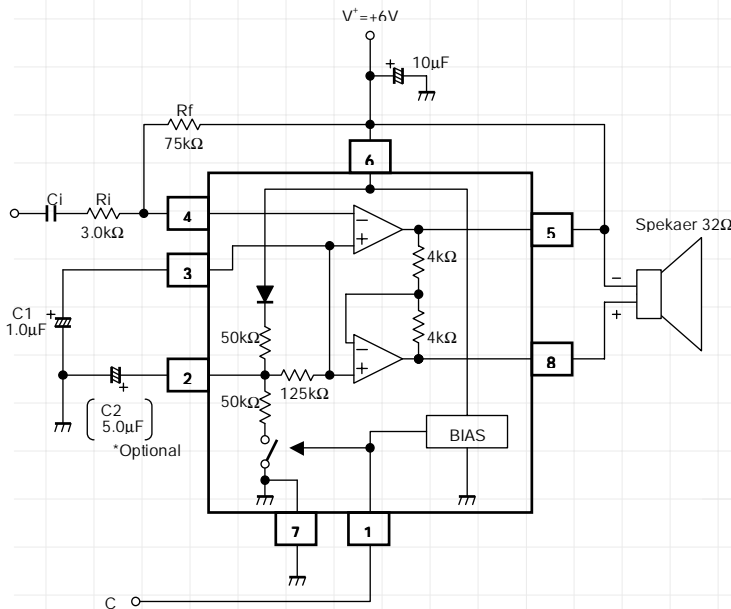 V+=+6V
+ 10μF
Rf
75kΩ
6
Ci Ri
3.0kΩ
4
5
Spekaer 32Ω
−
+
4kΩ
3
−
+
C1
1.0μF
+
50kΩ
4kΩ
−
+
8
2
125kΩ
50kΩ
+
C2
5.0μF
*Optional
BIAS
7
1
C